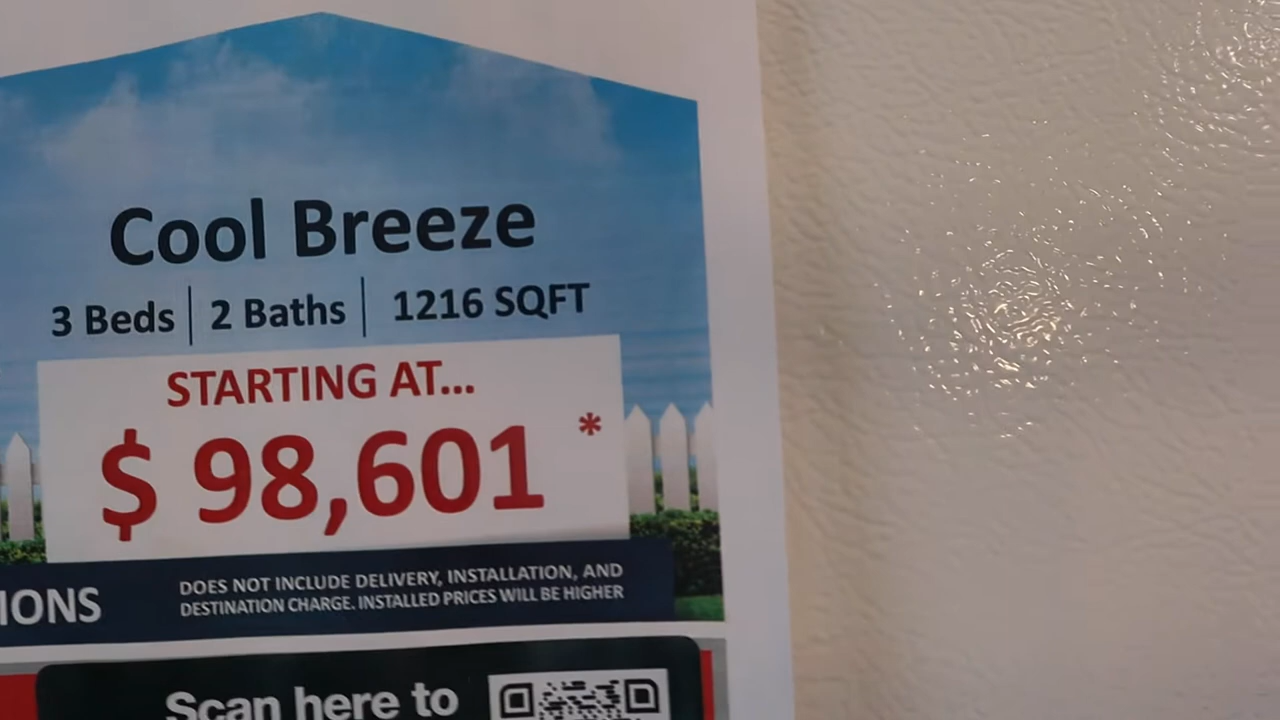 Cool Breeze
3 Beds | 2 Baths | 1216 SQFT
STARTING AT...
$ 98,601 *
IONS
DOES NOT INCLUDE DELIVERY, INSTALLATION, AND
DESTINATION CHARGE. INSTALLED PRICES WILL BE HIGHER
Scan here to